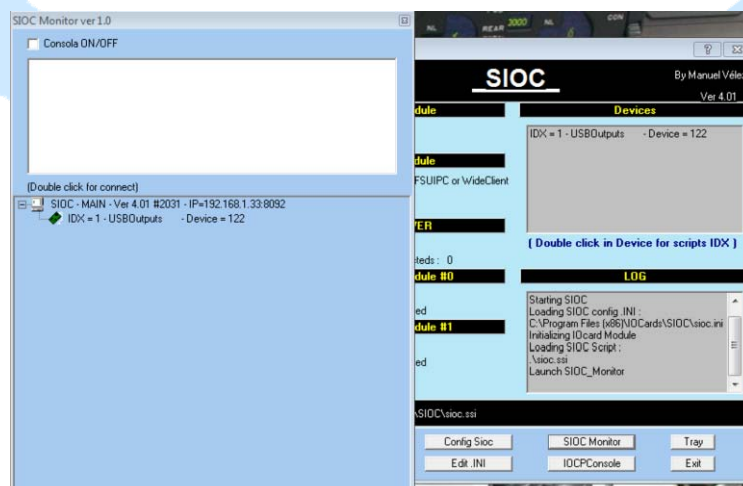 SIOC Monitor ver 1.0
Consola ON/OFF
(Double click for connect)
SIOC - MAIN - Ver 4.01 #2031 - IP=192.168.1.33:8092
IDX = 1 - USBOutputs - Device = 122
NL
REAR
3000
NL
CON
SIOC
By Manuel Véle
Ver 4.01
dule
dule
FSUIPC or WideClient
VER
cteds : 0
dule #0
ed
dule #1
ed
Devices
IDX = 1 - USBOutputs - Device = 122
( Double click in Device for scripts IDX )
LOG
Starting SIOC
Loading SIOC config .INI :
C:\Program Files (x86)\IOCards\SIOC\sioc.ini
Initializing IOcard Module
Loading SIOC Script :
.\sioc.ssi
Launch SIOC_Monitor
\SIOC\sioc.ssi
Config Sioc SIOC Monitor Tray
Edit .INI IOCPConsole Exit